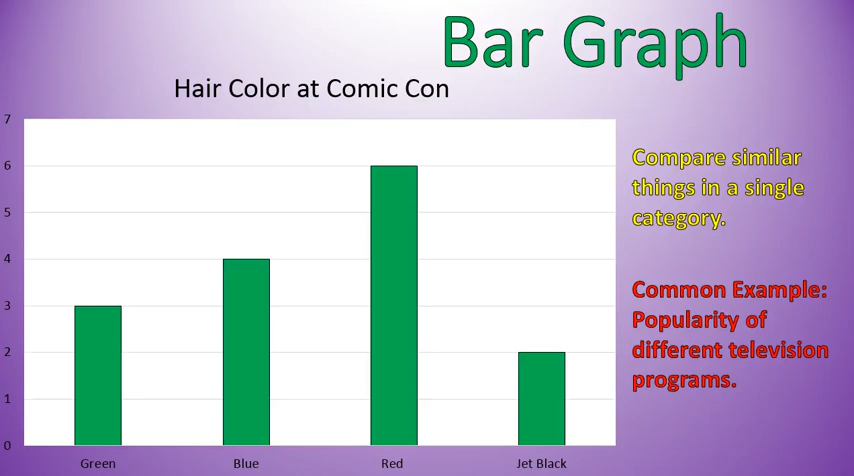 Bar Graph
Hair Color at Comic Con
7
6
5
4
3
2
1
0
Green Blue Red Jet Black
Compare similar
things in a single
category.
Common Example:
Popularity of
different television
programs.